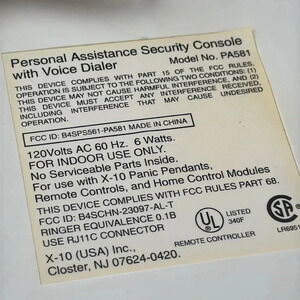 Personal Assistance Security Console
with Voice Dialer Model No. PA581
THIS DEVICE COMPLIES WITH PART 15 OF THE FCC RULES.
OPERATION IS SUBJECT TO THE FOLLOWING TWO CONDITIONS: (1)
THIS DEVICE MAY NOT CAUSE HARMFUL INTERFERENCE, AND (2)
THIS DEVICE MUST ACCEPT ANY INTERFERENCE RECEIVED,
INCLUDING INTERFERENCE THAT MAY CAUSE UNDESIRED
OPERATION.
FCC ID: B4SPS561-PA581 MADE IN CHINA
120Volts AC 60 Hz. 6 Watts.
FOR INDOOR USE ONLY.
No Serviceable Parts Inside.
For use with X-10 Panic Pendants,
Remote Controls, and Home Control Modules
THIS DEVICE COMPLIES WITH FCC RULES PART 68.
FCC ID: B4SCHN-23097-AL-T
RINGER EQUIVALENCE 0.1B
USE RJ11C CONNECTOR
X-10 (USA) Inc.,
Closter, NJ 07624-0420.
UL
LISTED
340F
SA
LR6951